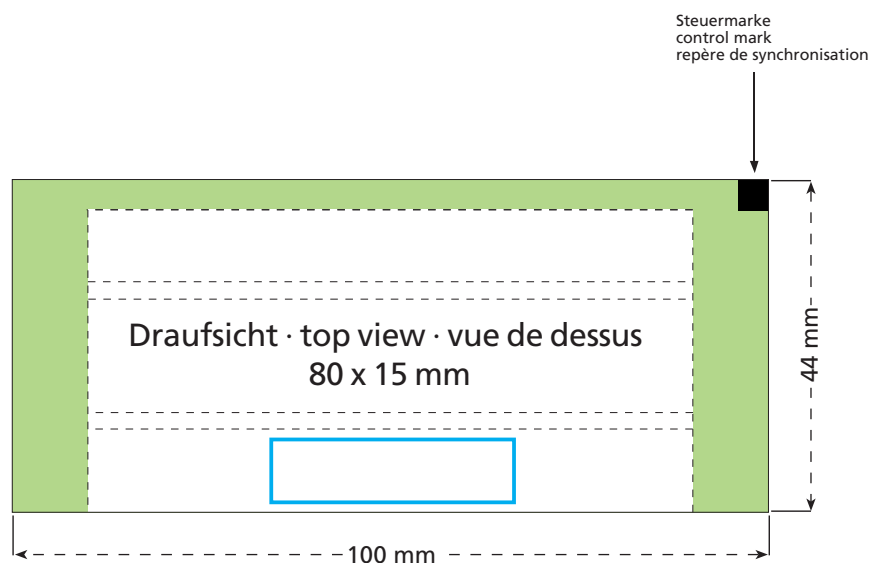 Steuermarke
control mark
repère de synchronisation
Draufsicht · top view · vue de dessus
80 x 15 mm
44 mm
100 mm